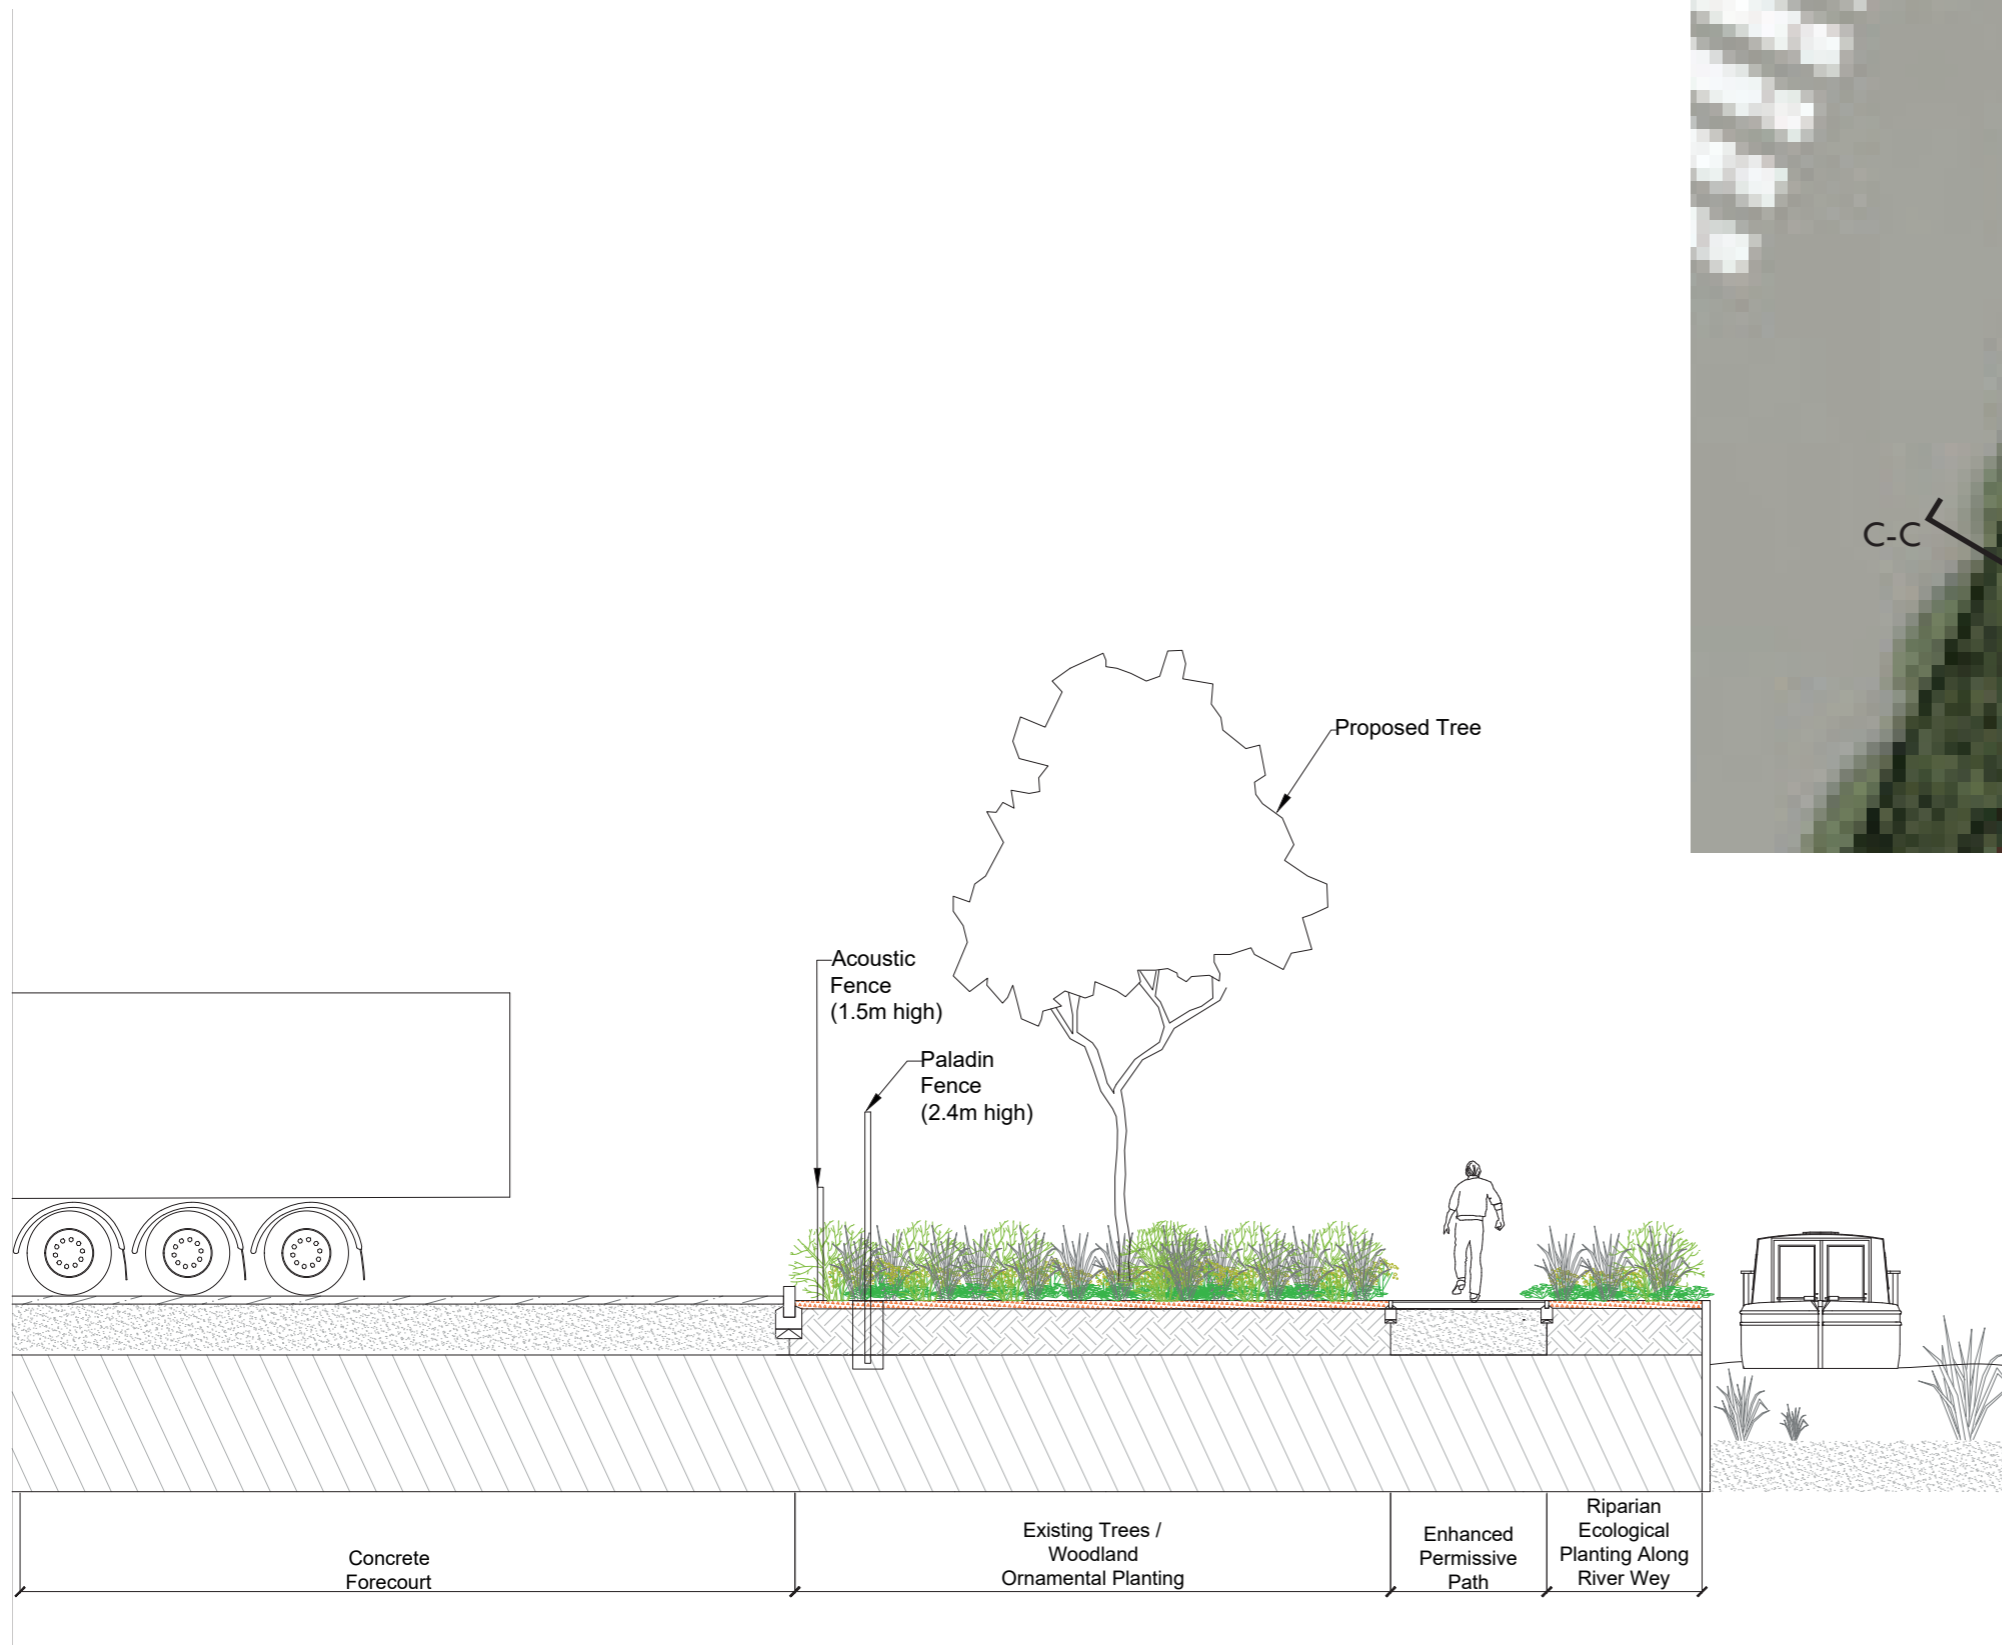 C-C
Proposed Tree
Acoustic
Fence
(1.5m high)
Paladin
Fence
(2.4m high)
Concrete
Forecourt
Existing Trees /
Woodland
Ornamental Planting
Enhanced
Permissive
Path
Riparian
Ecological
Planting Along
River Wey